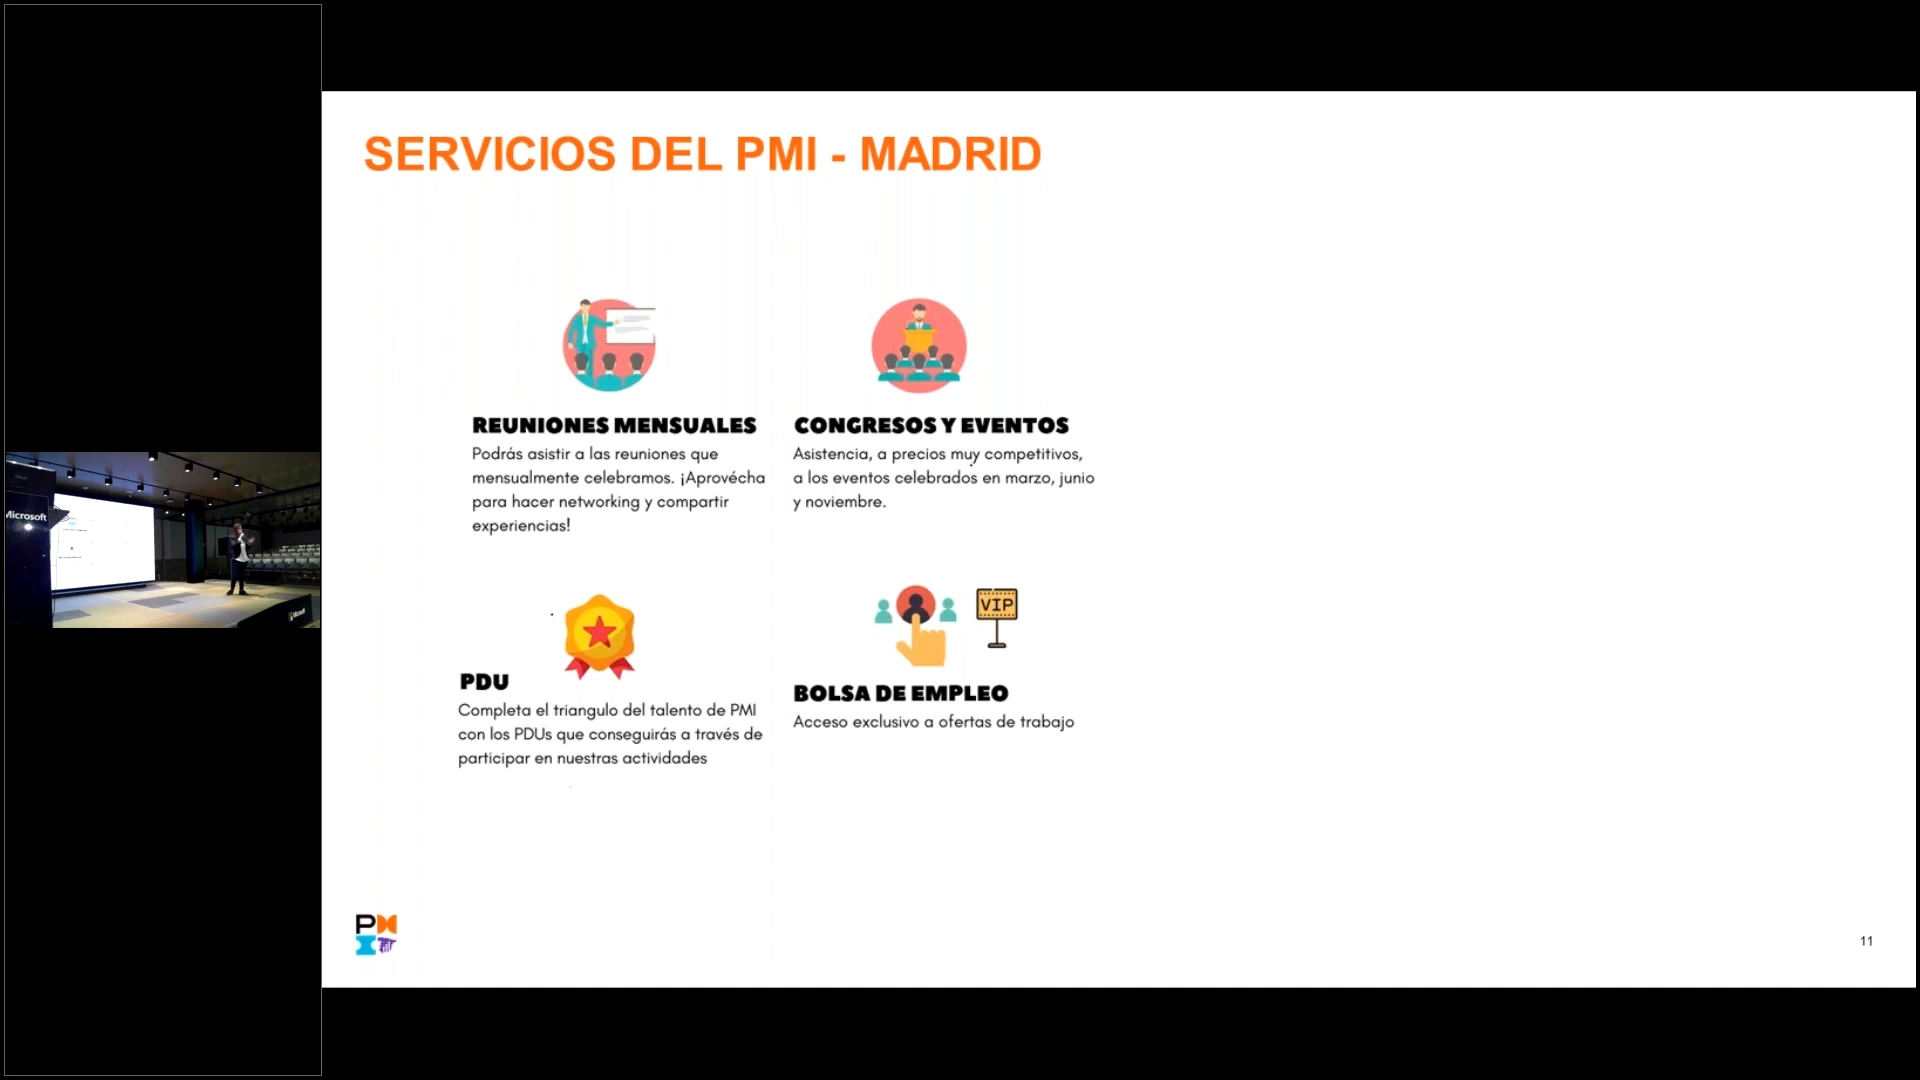 SERVICIOS DEL PMI - MADRID
REUNIONES MENSUALES
Podrás asistir a las reuniones que
mensualmente celebramos. ¡Aprovécha
para hacer networking y compartir
experiencias!
CONGRESOS Y EVENTOS
Asistencia, a precios muy competitivos,
a los eventos celebrados en marzo, junio
y noviembre.
PDU
Completa el triangulo del talento de PMI
con los PDUs que conseguirás a través de
participar en nuestras actividades
VIP
BOLSA DE EMPLEO
Acceso exclusivo a ofertas de trabajo
Microsoft
Microsoft
11